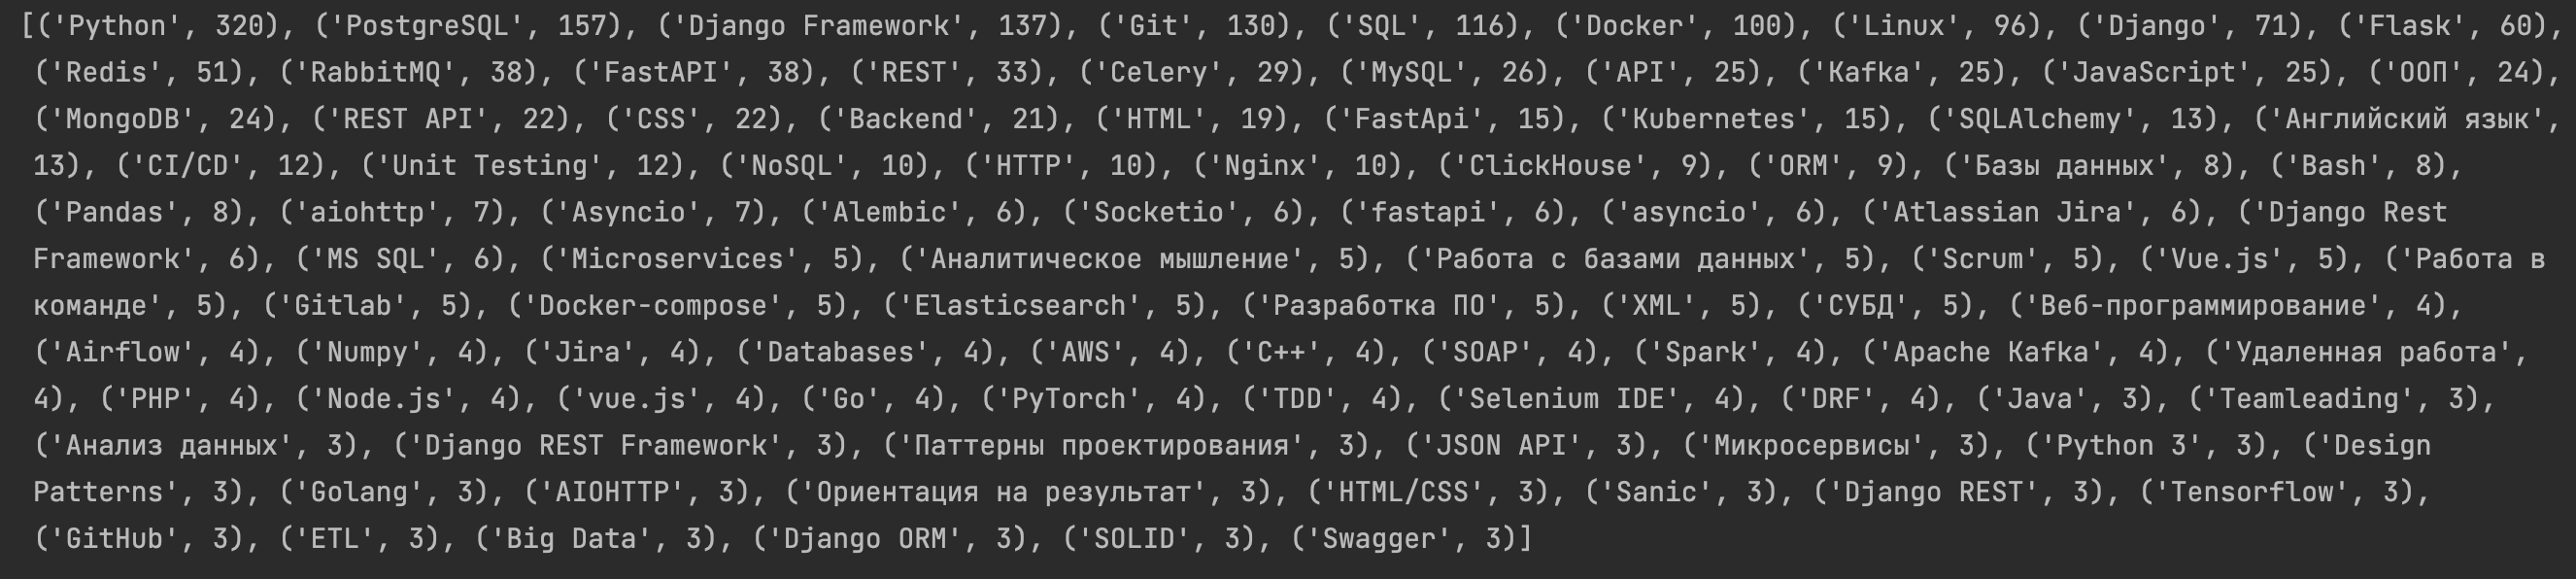 [('Python', 320), ('PostgreSQL', 157), ('Django Framework', 137), ('Git', 130), ('SQL', 116), ('Docker', 100), ('Linux', 96), ('Django', 71), ('Flask', 60),
('Redis', 51), ('RabbitMQ', 38), ('FastAPI', 38), ('REST', 33), ('Celery', 29), ('MySQL', 26), ('API', 25), ('Kafka', 25), ('JavaScript', 25), ('ООП', 24),
('MongoDB', 24), ('REST API', 22), ('CSS', 22), ('Backend', 21), ('HTML', 19), ('FastApi', 15), ('Kubernetes', 15), ('SQLAlchemy', 13), ('Английский язык',
13), ('CI/CD', 12), ('Unit Testing', 12), ('NoSQL', 10), ('HTTP', 10), ('Nginx', 10), ('ClickHouse', 9), ('ORM', 9), ('Базы данных', 8), ('Bash', 8),
('Pandas', 8), ('aiohttp', 7), ('Asyncio', 7), ('Alembic', 6), ('Socketio', 6), ('fastapi', 6), ('asyncio', 6), ('Atlassian Jira', 6), ('Django Rest
Framework', 6), ('MS SQL', 6), ('Microservices', 5), ('Аналитическое мышление', 5), ('Работа с базами данных', 5), ('Scrum', 5), ('Vue.js', 5), ('Работа в
команде', 5), ('Gitlab', 5), ('Docker-compose', 5), ('Elasticsearch', 5), ('Разработка ПО', 5), ('XML', 5), ('СУБД', 5), ('Веб-программирование', 4),
('Airflow', 4), ('Numpy', 4), ('Jira', 4), ('Databases', 4), ('AWS', 4), ('C++', 4), ('SOAP', 4), ('Spark', 4), ('Apache Kafka', 4), ('Удаленная работа',
4), ('PHP', 4), ('Node.js', 4), ('vue.js', 4), ('Go', 4), ('PyTorch', 4), ('TDD', 4), ('Selenium IDE', 4), ('DRF', 4), ('Java', 3), ('Teamleading', 3),
('Анализ данных', 3), ('Django REST Framework', 3), ('Паттерны проектирования', 3), ('JSON API', 3), ('Микросервисы', 3), ('Python 3', 3), ('Design
Patterns', 3), ('Golang', 3), ('AIOHTTP', 3), ('Ориентация на результат', 3), ('HTML/CSS', 3), ('Sanic', 3), ('Django REST', 3), ('Tensorflow', 3),
('GitHub', 3), ('ETL', 3), ('Big Data', 3), ('Django ORM', 3), ('SOLID', 3), ('Swagger', 3)]